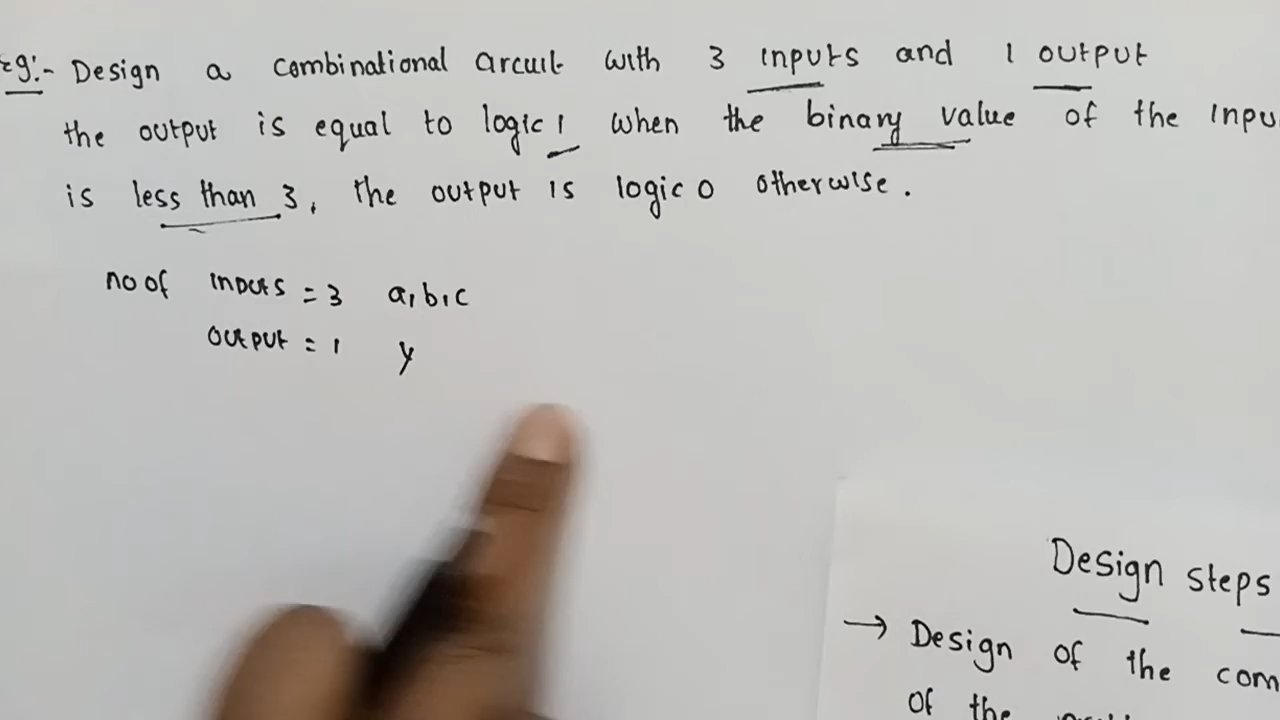 Eg:- Design a combinational circuit with 3 inputs and 1 output
the output is equal to logic 1 when the binary value of the inpu
is less than 3, the output is logic 0 otherwise.
no of inputs = 3 a, b, c
output = 1 y
Design steps
→ Design of the com
of the